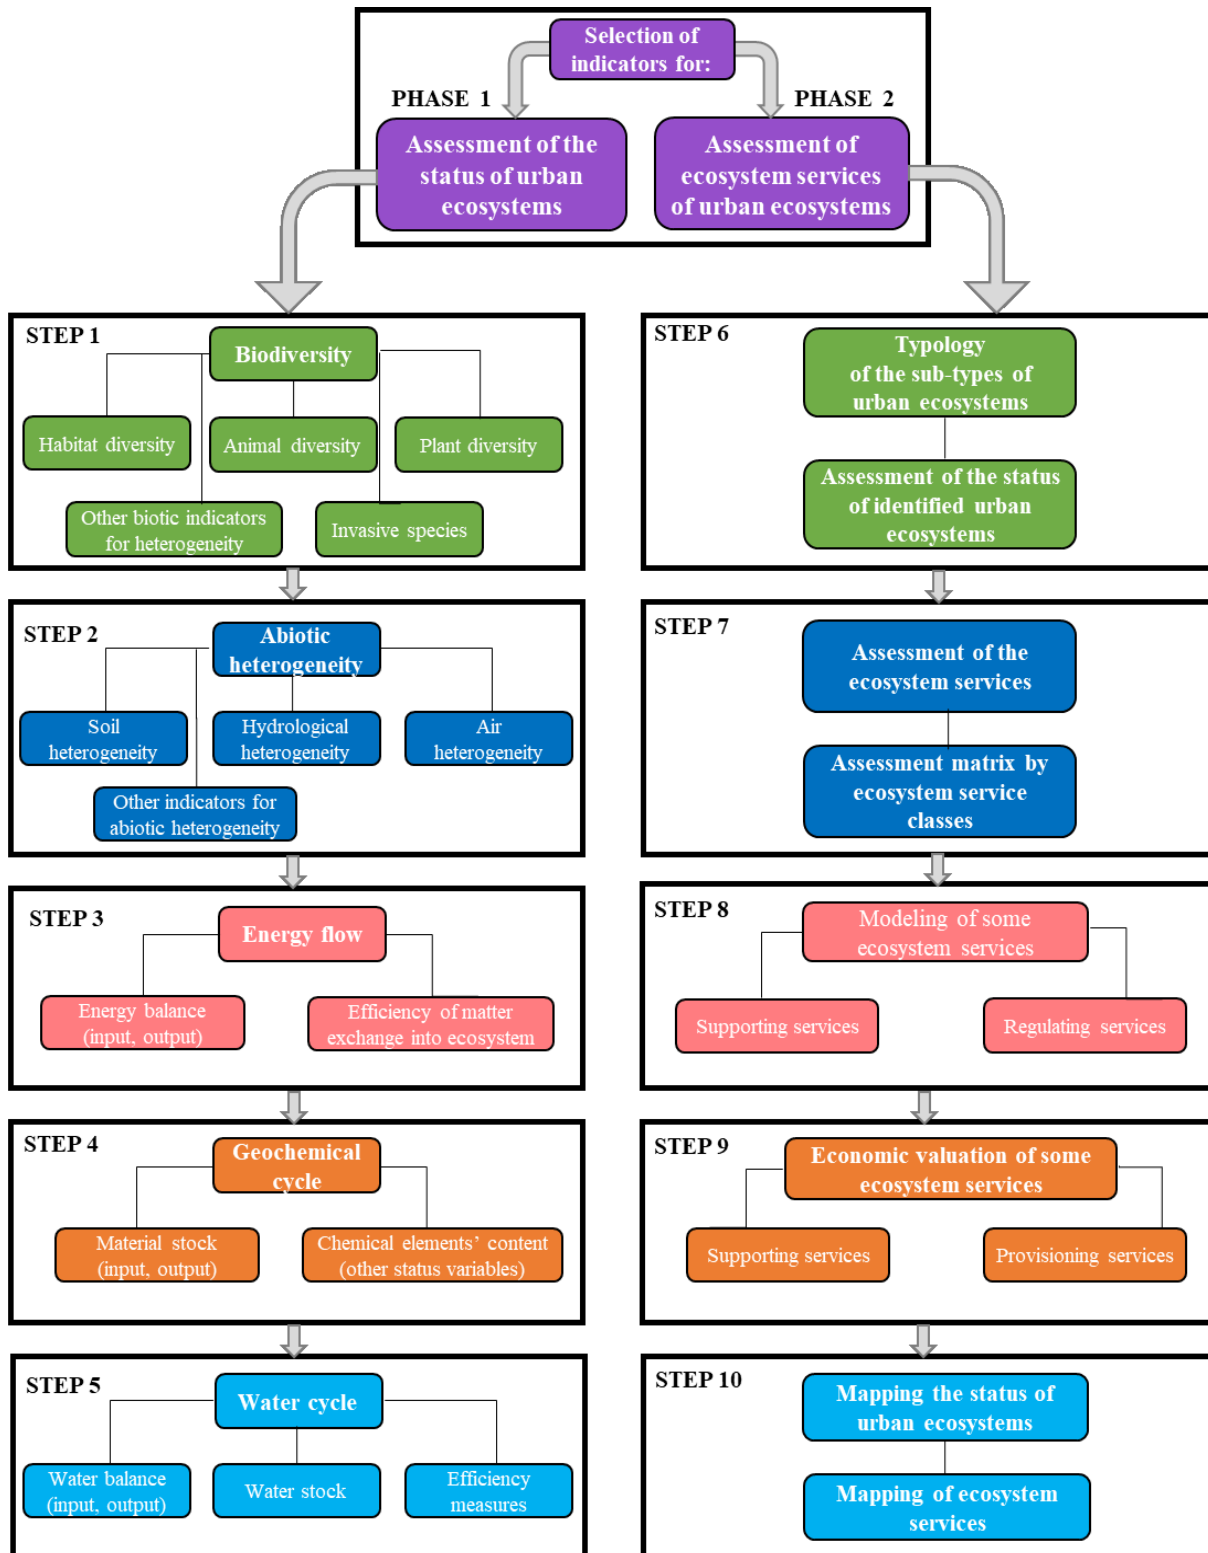 Selection of
indicators for:
PHASE 1
PHASE 2
Assessment of the
status of urban
ecosystems
Assessment of
ecosystem services
of urban ecosystems
STEP 1
Biodiversity
Habitat diversity
Animal diversity
Plant diversity
Other biotic indicators
for heterogeneity
Invasive species
STEP 2
Abiotic
heterogeneity
Soil
heterogeneity
Hydrological
heterogeneity
Air
heterogeneity
Other indicators for
abiotic heterogeneity
STEP 3
Energy flow
Energy balance
(input, output)
Efficiency of matter
exchange into ecosystem
STEP 4
Geochemical
cycle
Material stock
(input, output)
Chemical elements’ content
(other status variables)
STEP 5
Water cycle
Water balance
(input, output)
Water stock
Efficiency
measures
STEP 6
Typology
of the sub-types of
urban ecosystems
Assessment of the status
of identified urban
ecosystems
STEP 7
Assessment of the
ecosystem services
Assessment matrix by
ecosystem service
classes
STEP 8
Modeling of some
ecosystem services
Supporting services
Regulating services
STEP 9
Economic valuation of some
ecosystem services
Supporting services
Provisioning services
STEP 10
Mapping the status of
urban ecosystems
Mapping of ecosystem
services